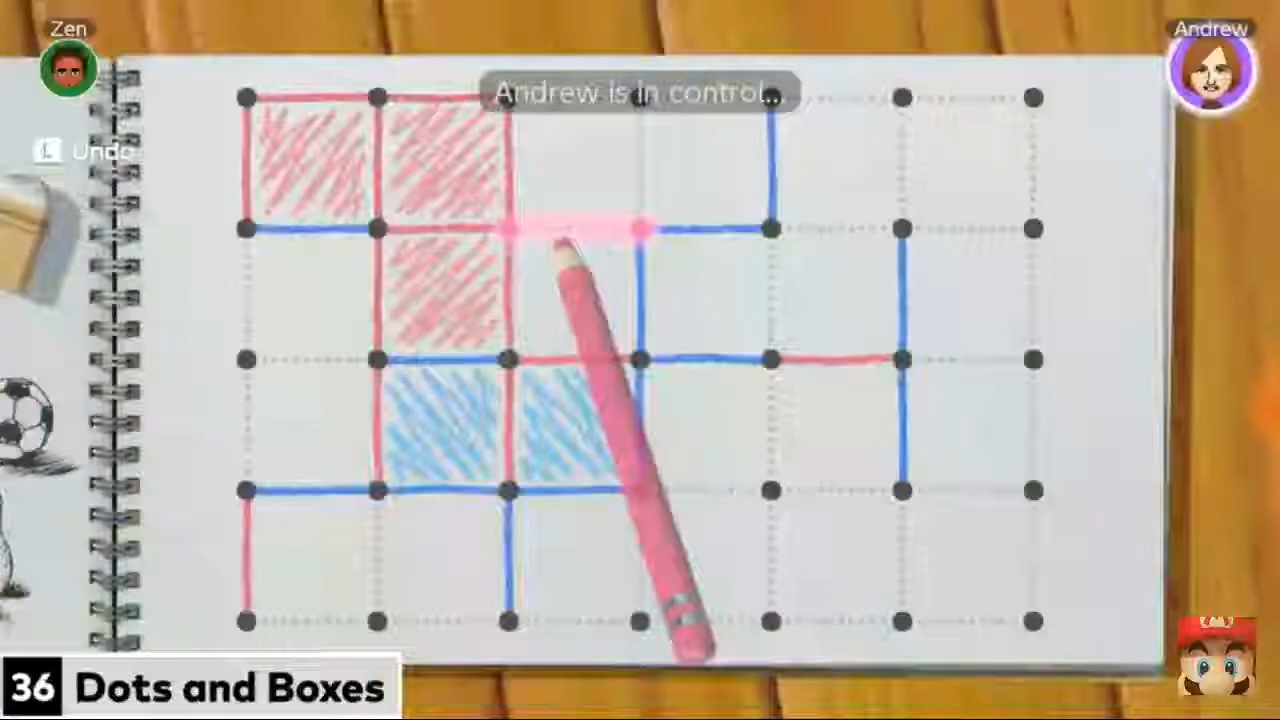 Zen
Andrew
Andrew is in control...
L Undo
36 Dots and Boxes